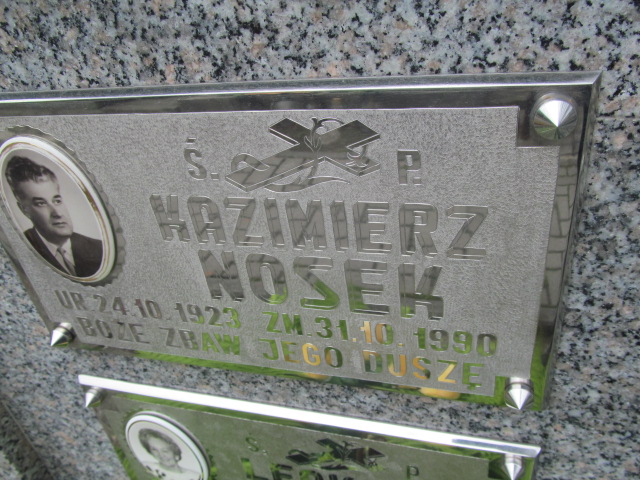 Ś. P.
KAZIMIERZ
NOSEK
UR 24.10.1923 ZM.31.10.1990
BOŻE ZBAW JEGO DUSZĘ
Ś. P.